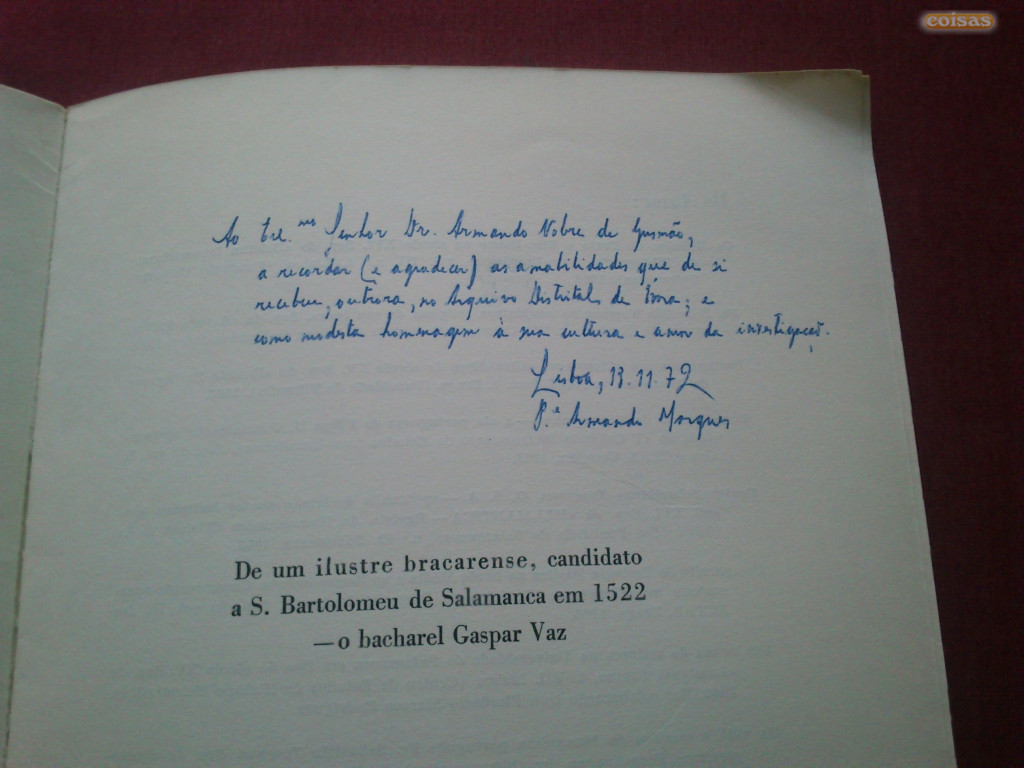 coisas
Ao Exc.mo Senhor Dr. Armando Nobre de Gusmão,
a recordar (e agradecer) as amabilidades que de si
recebeu, outrora, no Arquivo Distrital de Évora; e
como modesta homenagem à sua cultura e amor da investigação.
Lisboa, 13.11.72
P.e Armando Marques
De um ilustre bracarense, candidato
a S. Bartolomeu de Salamanca em 1522
— o bacharel Gaspar Vaz